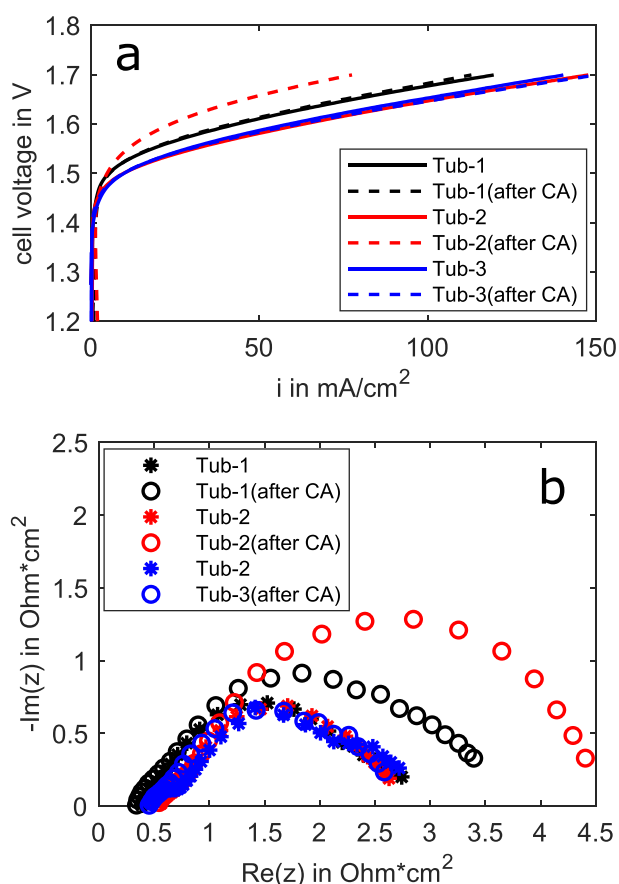 a
1.8
1.7
1.6
1.5
1.4
1.3
1.2
cell voltage in V
Tub-1
Tub-1(after CA)
Tub-2
Tub-2(after CA)
Tub-3
Tub-3(after CA)
0
50
100
150
i in mA/cm²
b
2.5
2
1.5
1
0.5
0
-Im(z) in Ohm*cm²
Tub-1
Tub-1(after CA)
Tub-2
Tub-2(after CA)
Tub-2
Tub-3(after CA)
0
0.5
1
1.5
2
2.5
3
3.5
4
4.5
Re(z) in Ohm*cm²